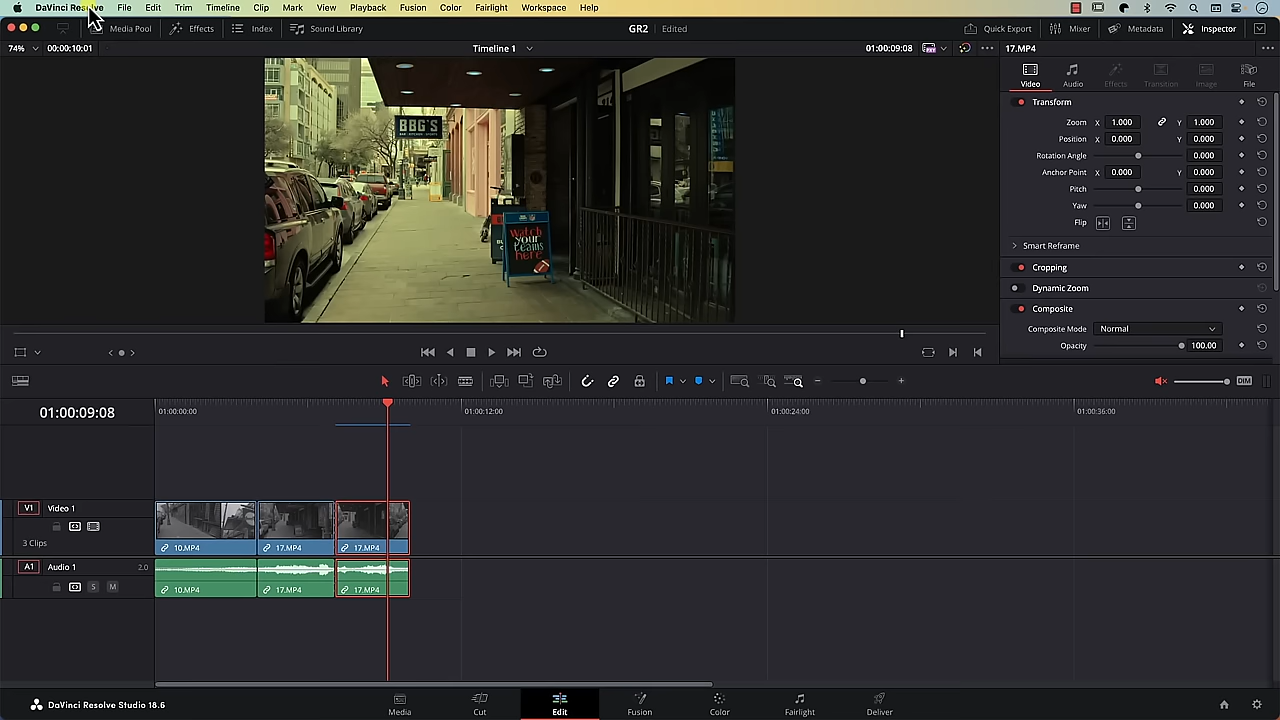 DaVinci Resolve File Edit Trim Timeline Clip Mark View Playback Fusion Color Fairlight Workspace Help
Media Pool Effects Index Sound Library GR2 Edited Quick Export Mixer Metadata Inspector
74% 00:00:10:01 Timeline 1 01:00:09:08 17.MP4
Video Audio Effects Transition Image File
Transform
Zoom X 1.000 Y 1.000
Position X 0.000 Y 0.000
Rotation Angle 0.000
Anchor Point X 0.000 Y 0.000
Pitch 0.000
Yaw 0.000
Flip
Smart Reframe
Cropping
Dynamic Zoom
Composite
Composite Mode Normal
Opacity 100.00
BBG'S
BAR · KITCHEN · SPORTS
Watch
your
teams
here
DIM
01:00:09:08 01:00:00:00 01:00:12:00 01:00:24:00 01:00:36:00
V1 Video 1
3 Clips
10.MP4 17.MP4 17.MP4
A1 Audio 1 2.0
S M
10.MP4 17.MP4 17.MP4
DaVinci Resolve Studio 18.6 Media Cut Edit Fusion Color Fairlight Deliver